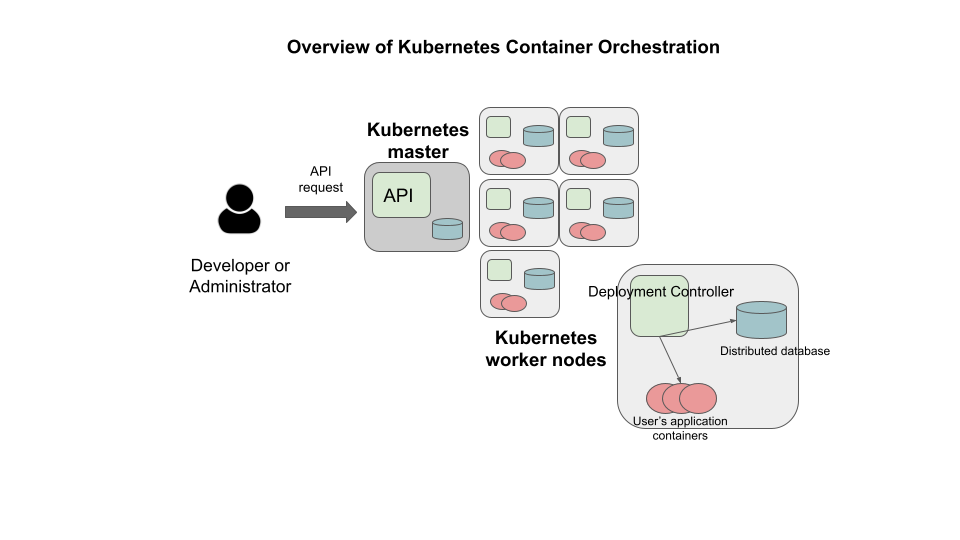 Overview of Kubernetes Container Orchestration
Kubernetes
master
API
request
API
Developer or
Administrator
Deployment Controller
Kubernetes
worker nodes
Distributed database
User's application
containers